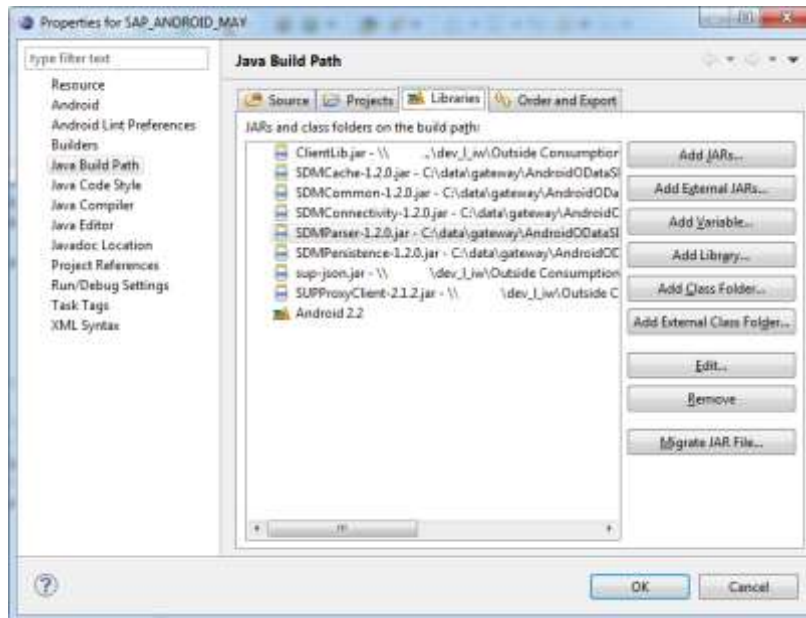 Properties for SAP_ANDROID_MAY
type filter text
Resource
Android
Android Lint Preferences
Builders
Java Build Path
Java Code Style
Java Compiler
Java Editor
Javadoc Location
Project References
Run/Debug Settings
Task Tags
XML Syntax
Java Build Path
Source Projects Libraries Order and Export
JARs and class folders on the build path:
ClientLib.jar - \\ ..\dev_l_iw\Outside Consumption
SDMCache-1.2.0.jar - C:\data\gateway\AndroidODataSl
SDMCommon-1.2.0.jar - C:\data\gateway\AndroidODa
SDMConnectivity-1.2.0.jar - C:\data\gateway\AndroidC
SDMParser-1.2.0.jar - C:\data\gateway\AndroidODataSl
SDMPersistence-1.2.0.jar - C:\data\gateway\AndroidOD
sup-json.jar - \\ \dev_l_iw\Outside Consumption
SUPProxyClient-2.1.2.jar - \\ \dev_l_iw\Outside C
Android 2.2
Add JARs...
Add External JARs...
Add Variable...
Add Library...
Add Class Folder...
Add External Class Folder...
Edit...
Remove
Migrate JAR File...
OK
Cancel